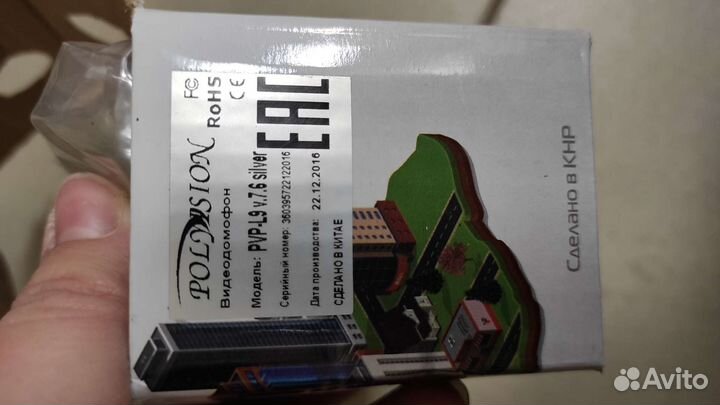 POLYVISION
FC RoHS CE
Видеодомофон
Модель: PVP-L9 v.7.6 silver
Серийный номер: 360395722122016
Дата производства: 22.12.2016
СДЕЛАНО В КИТАЕ
EAC
Сделано в КНР
Avito